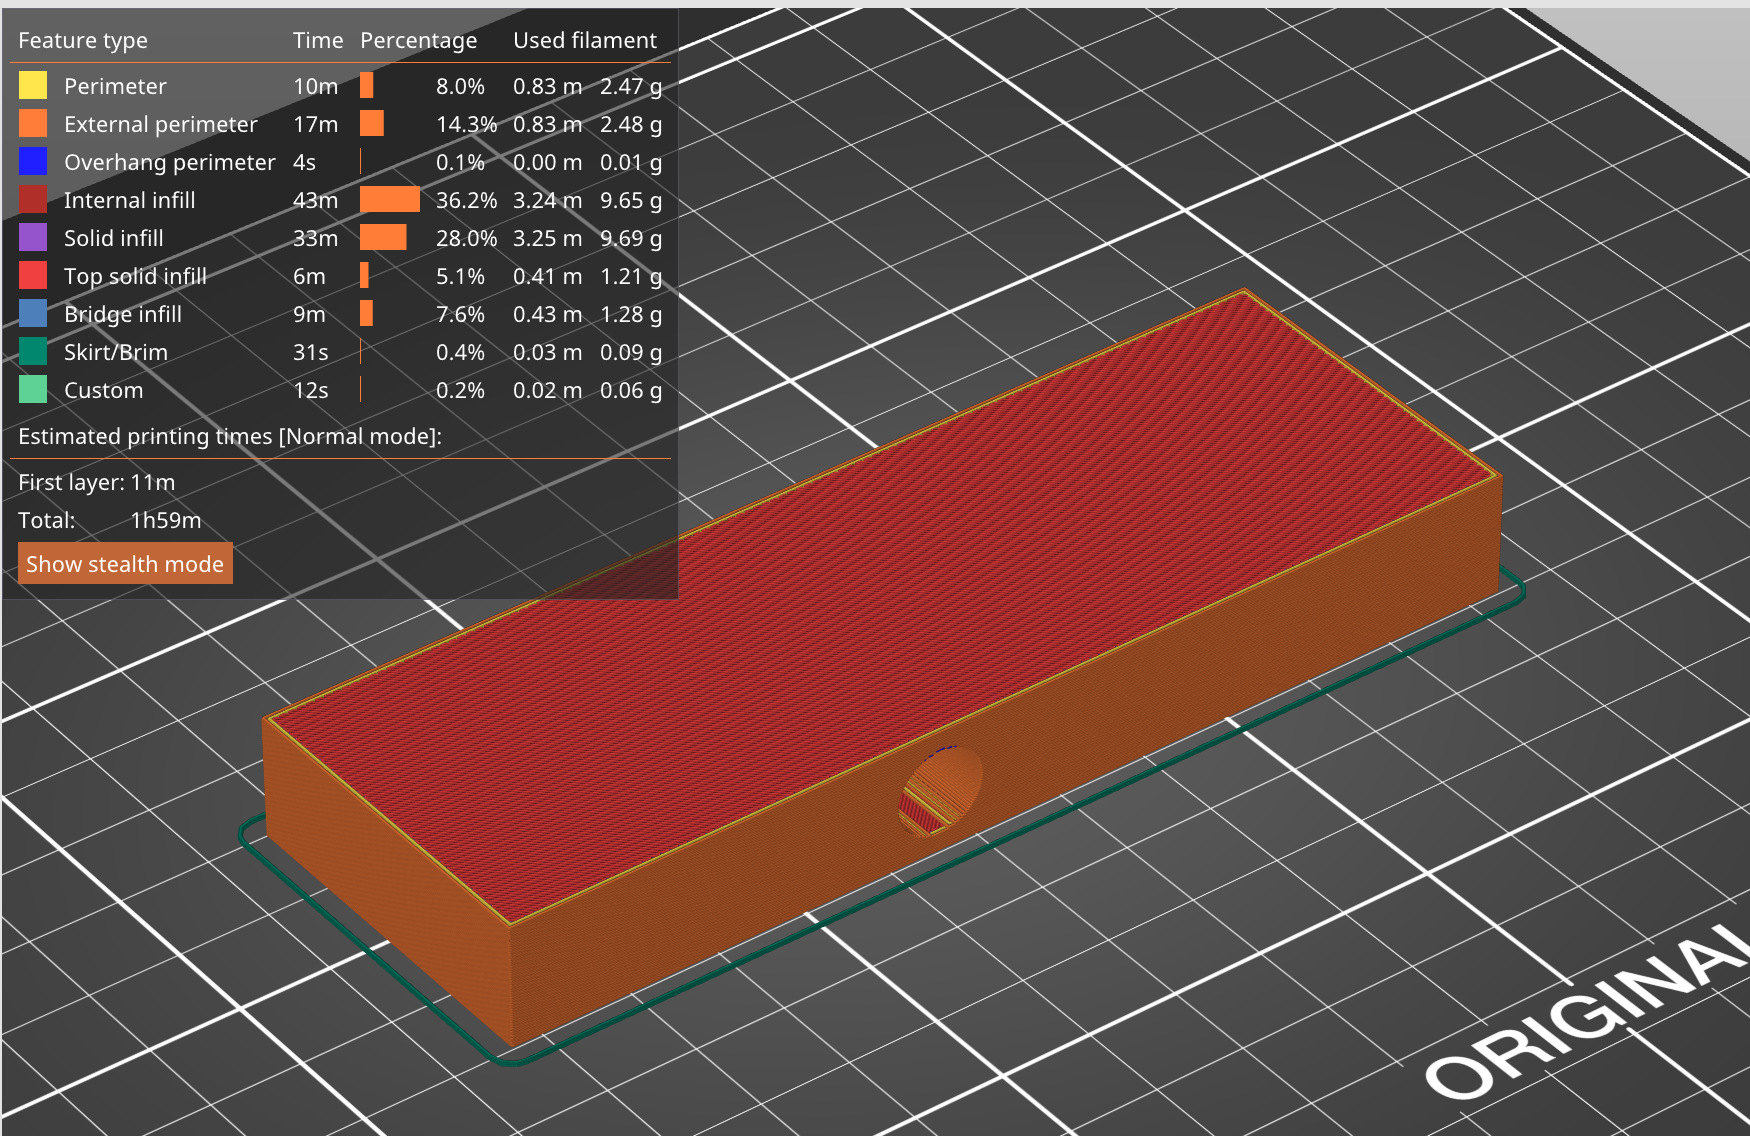 Feature type Time Percentage Used filament
Perimeter 10m 8.0% 0.83 m 2.47 g
External perimeter 17m 14.3% 0.83 m 2.48 g
Overhang perimeter 4s 0.1% 0.00 m 0.01 g
Internal infill 43m 36.2% 3.24 m 9.65 g
Solid infill 33m 28.0% 3.25 m 9.69 g
Top solid infill 6m 5.1% 0.41 m 1.21 g
Bridge infill 9m 7.6% 0.43 m 1.28 g
Skirt/Brim 31s 0.4% 0.03 m 0.09 g
Custom 12s 0.2% 0.02 m 0.06 g
Estimated printing times [Normal mode]:
First layer: 11m
Total: 1h59m
Show stealth mode
ORIGINAL